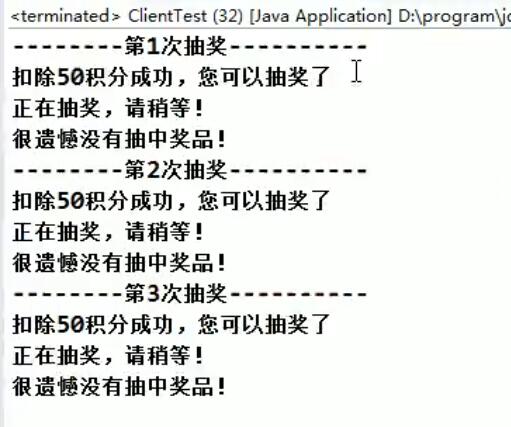 <terminated> ClientTest (32) [Java Application] D:\program\j
--------第1次抽奖----------
扣除50积分成功，您可以抽奖了
正在抽奖，请稍等!
很遗憾没有抽中奖品!
--------第2次抽奖----------
扣除50积分成功，您可以抽奖了
正在抽奖，请稍等!
很遗憾没有抽中奖品!
--------第3次抽奖----------
扣除50积分成功，您可以抽奖了
正在抽奖，请稍等!
很遗憾没有抽中奖品!